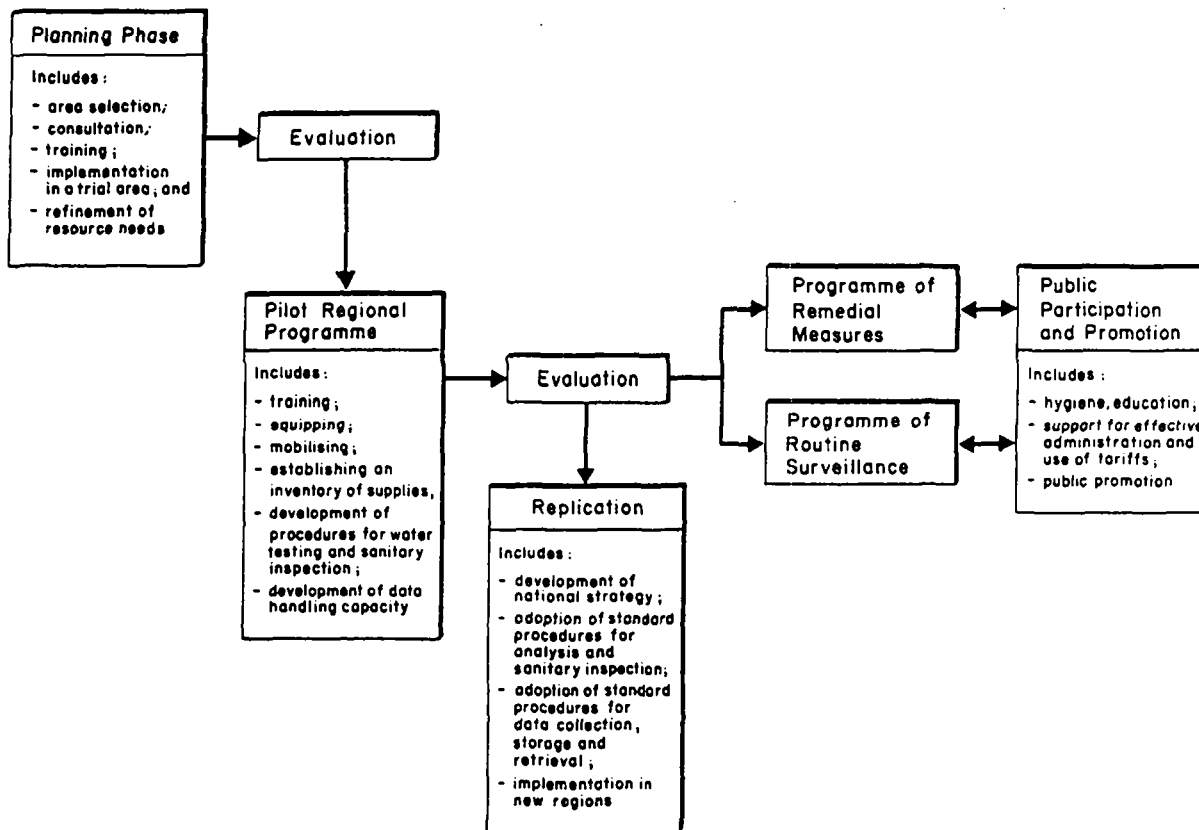 Planning Phase
Includes :
- area selection;
- consultation;
- training ;
- implementation
in a trial area ; and
- refinement of
resource needs
Evaluation
Pilot Regional
Programme
Includes :
- training ;
- equipping ;
- mobilising ;
- establishing an
inventory of supplies,
- development of
procedures for water
testing and sanitary
inspection ;
- development of data
handling capacity
Evaluation
Replication
Includes :
- development of
national strategy ;
- adoption of standard
procedures for
analysis and
sanitary inspection;
- adoption of standard
procedures for
data collection,
storage and
retrieval ;
- implementation in
new regions
Programme of
Remedial
Measures
Programme of
Routine
Surveillance
Public
Participation
and Promotion
Includes :
- hygiene, education;
- support for effective
administration and
use of tariffs;
- public promotion